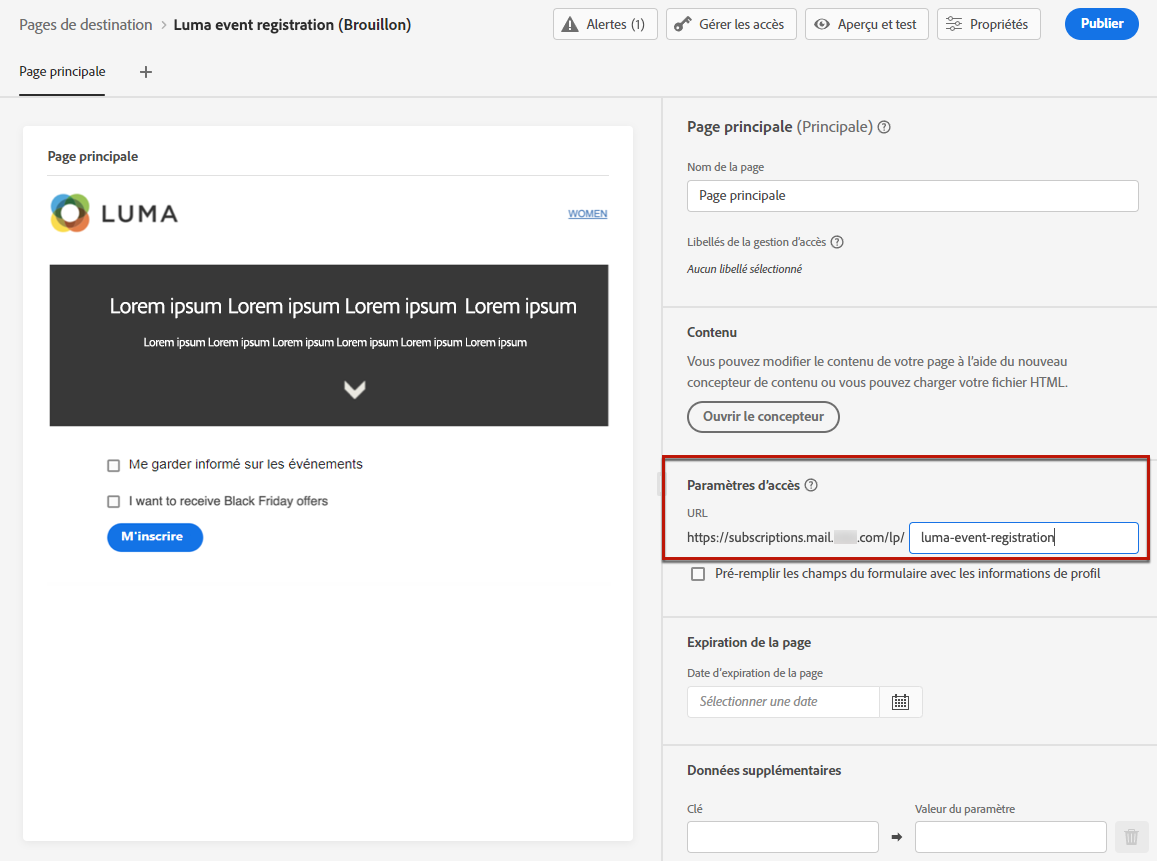 Pages de destination > Luma event registration (Brouillon)
Alertes (1)
Gérer les accès
Aperçu et test
Propriétés
Publier
Page principale
Page principale
LUMA
WOMEN
Lorem ipsum Lorem ipsum Lorem ipsum Lorem ipsum
Lorem ipsum Lorem ipsum Lorem ipsum Lorem ipsum Lorem ipsum Lorem ipsum
Me garder informé sur les événements
I want to receive Black Friday offers
M'inscrire
Page principale (Principale)
Nom de la page
Page principale
Libellés de la gestion d'accès
Aucun libellé sélectionné
Contenu
Vous pouvez modifier le contenu de votre page à l'aide du nouveau
concepteur de contenu ou vous pouvez charger votre fichier HTML.
Ouvrir le concepteur
Paramètres d'accès
URL
https://subscriptions.mail. .com/lp/ luma-event-registration
Pré-remplir les champs du formulaire avec les informations de profil
Expiration de la page
Date d'expiration de la page
Sélectionner une date
Données supplémentaires
Clé
Valeur du paramètre